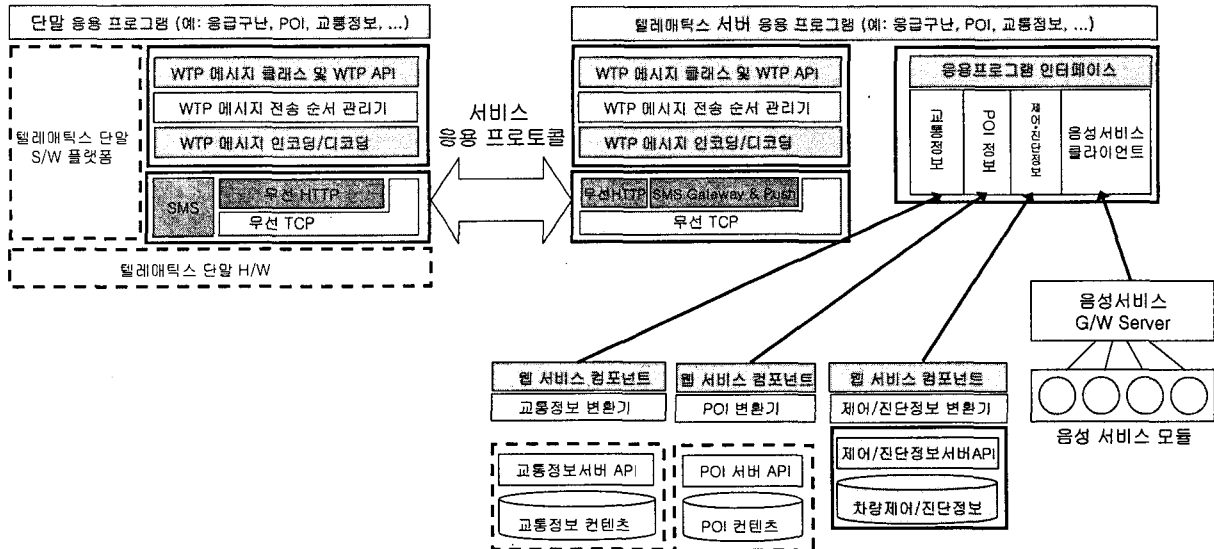 단말 응용 프로그램 (예: 응급구난, POI, 교통정보, ...)
텔레매틱스 단말
S/W 플랫폼
WTP 메시지 클래스 및 WTP API
WTP 메시지 전송 순서 관리기
WTP 메시지 인코딩/디코딩
SMS
무선 HTTP
무선 TCP
텔레매틱스 단말 H/W
서비스
응용 프로토콜
텔레매틱스 서버 응용 프로그램 (예: 응급구난, POI, 교통정보, ...)
WTP 메시지 클래스 및 WTP API
WTP 메시지 전송 순서 관리기
WTP 메시지 인코딩/디코딩
무선HTTP
SMS Gateway & Push
무선 TCP
응용프로그램 인터페이스
교통정보
POI 정보
제어/진단정보
음성서비스
클라이언트
음성서비스
G/W Server
음성 서비스 모듈
웹 서비스 컴포넌트
교통정보 변환기
교통정보서버 API
교통정보 컨텐츠
웹 서비스 컴포넌트
POI 변환기
POI 서버 API
POI 컨텐츠
웹 서비스 컴포넌트
제어/진단정보 변환기
제어/진단정보서버API
차량제어/진단정보